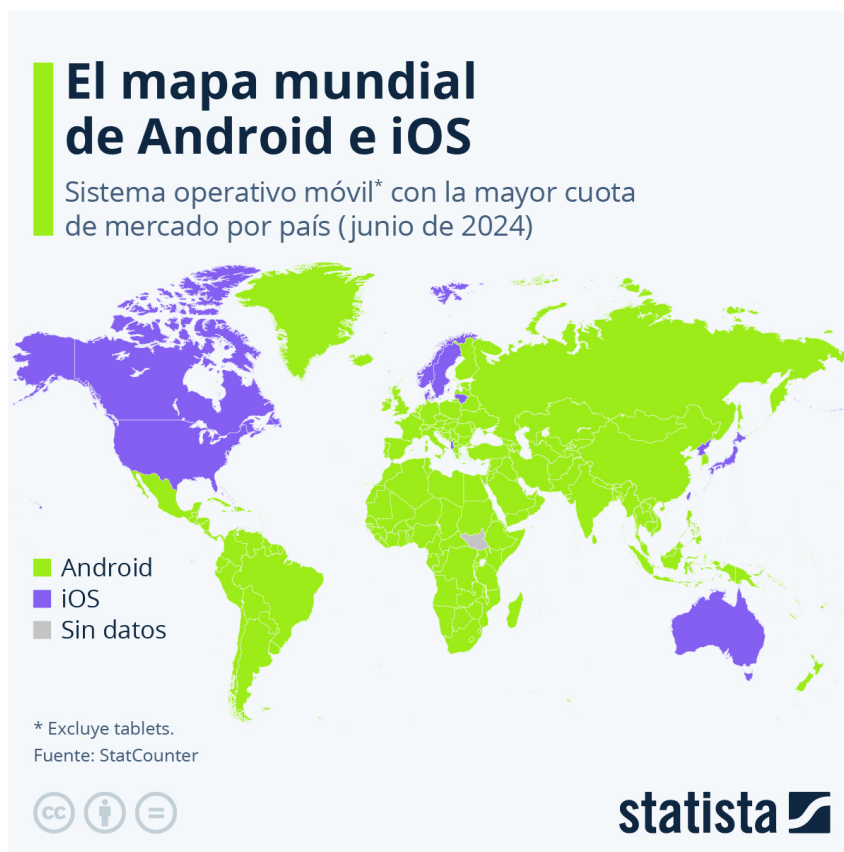 El mapa mundial
de Android e iOS
Sistema operativo móvil* con la mayor cuota
de mercado por país (junio de 2024)
Android
iOS
Sin datos
* Excluye tablets.
Fuente: StatCounter
cc
statista